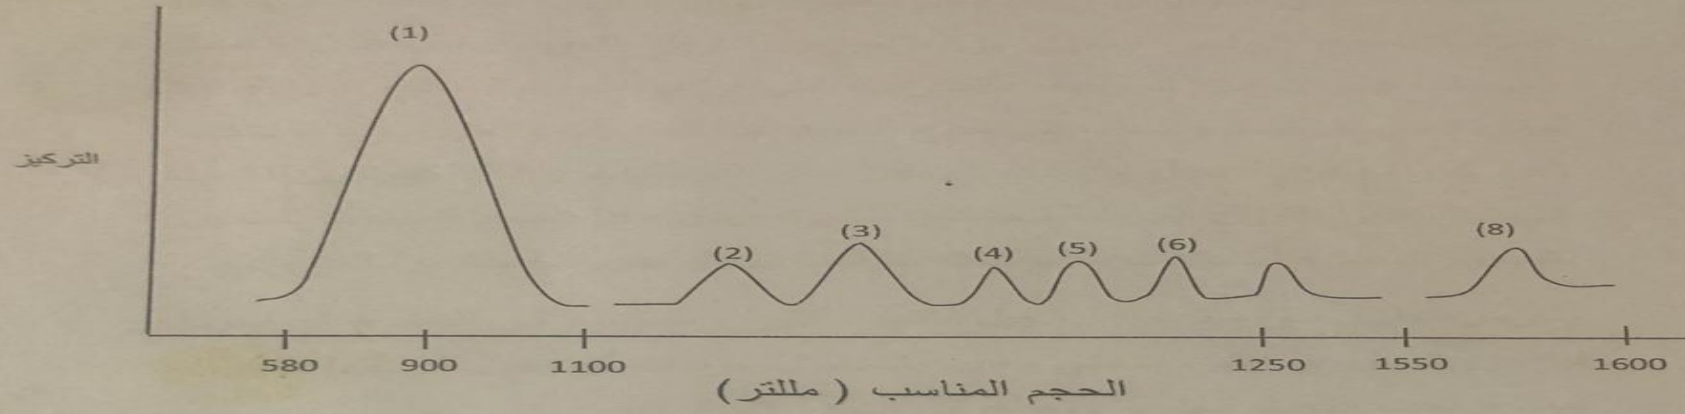 (1)
التركيز
(2) (3) (4) (5) (6) (8)
580 900 1100 1250 1550 1600
الحجم المناسب ( مللتر )